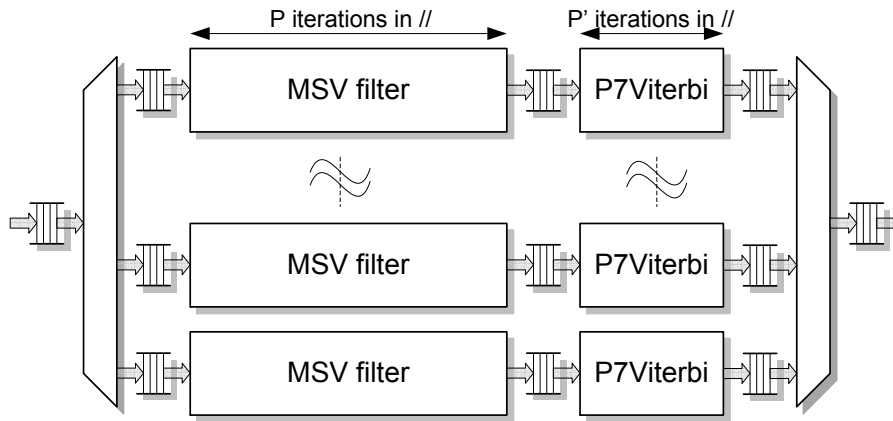 P iterations in //
P' iterations in //
MSV filter
P7Viterbi
MSV filter
P7Viterbi
MSV filter
P7Viterbi